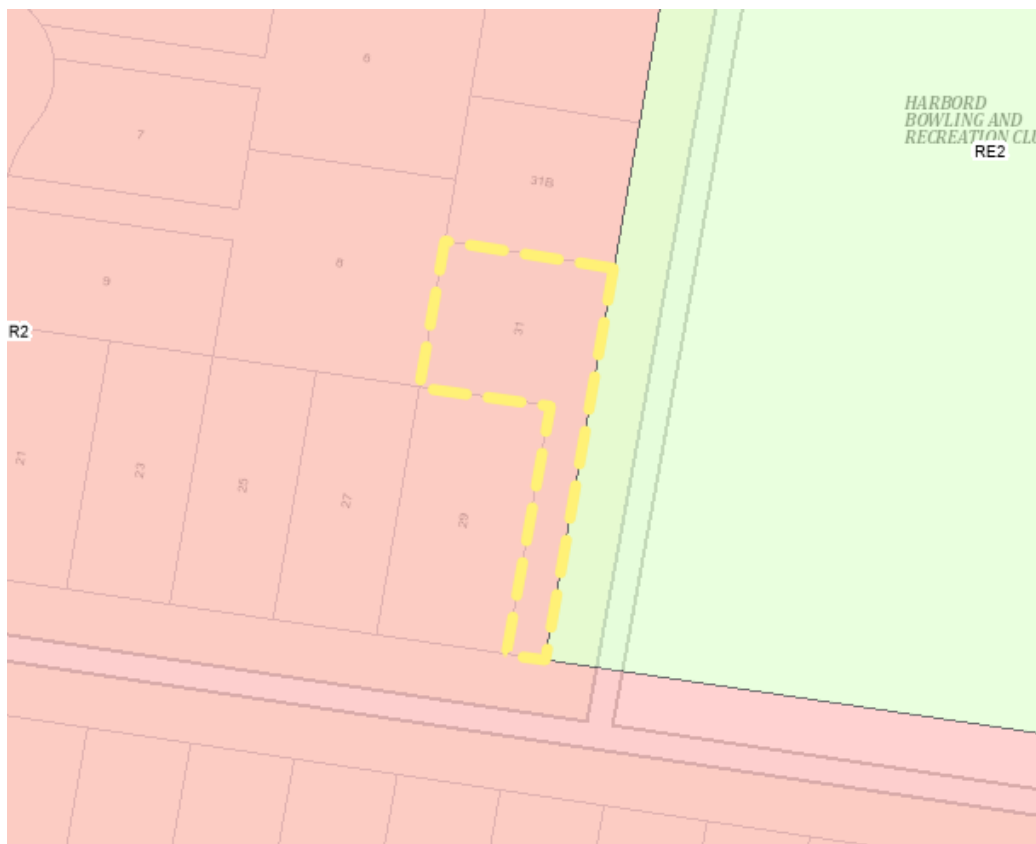 6
HARBORD
BOWLING AND
RECREATION CLU
RE2
7
31B
8
9
31
R2
21
23
25
27
29